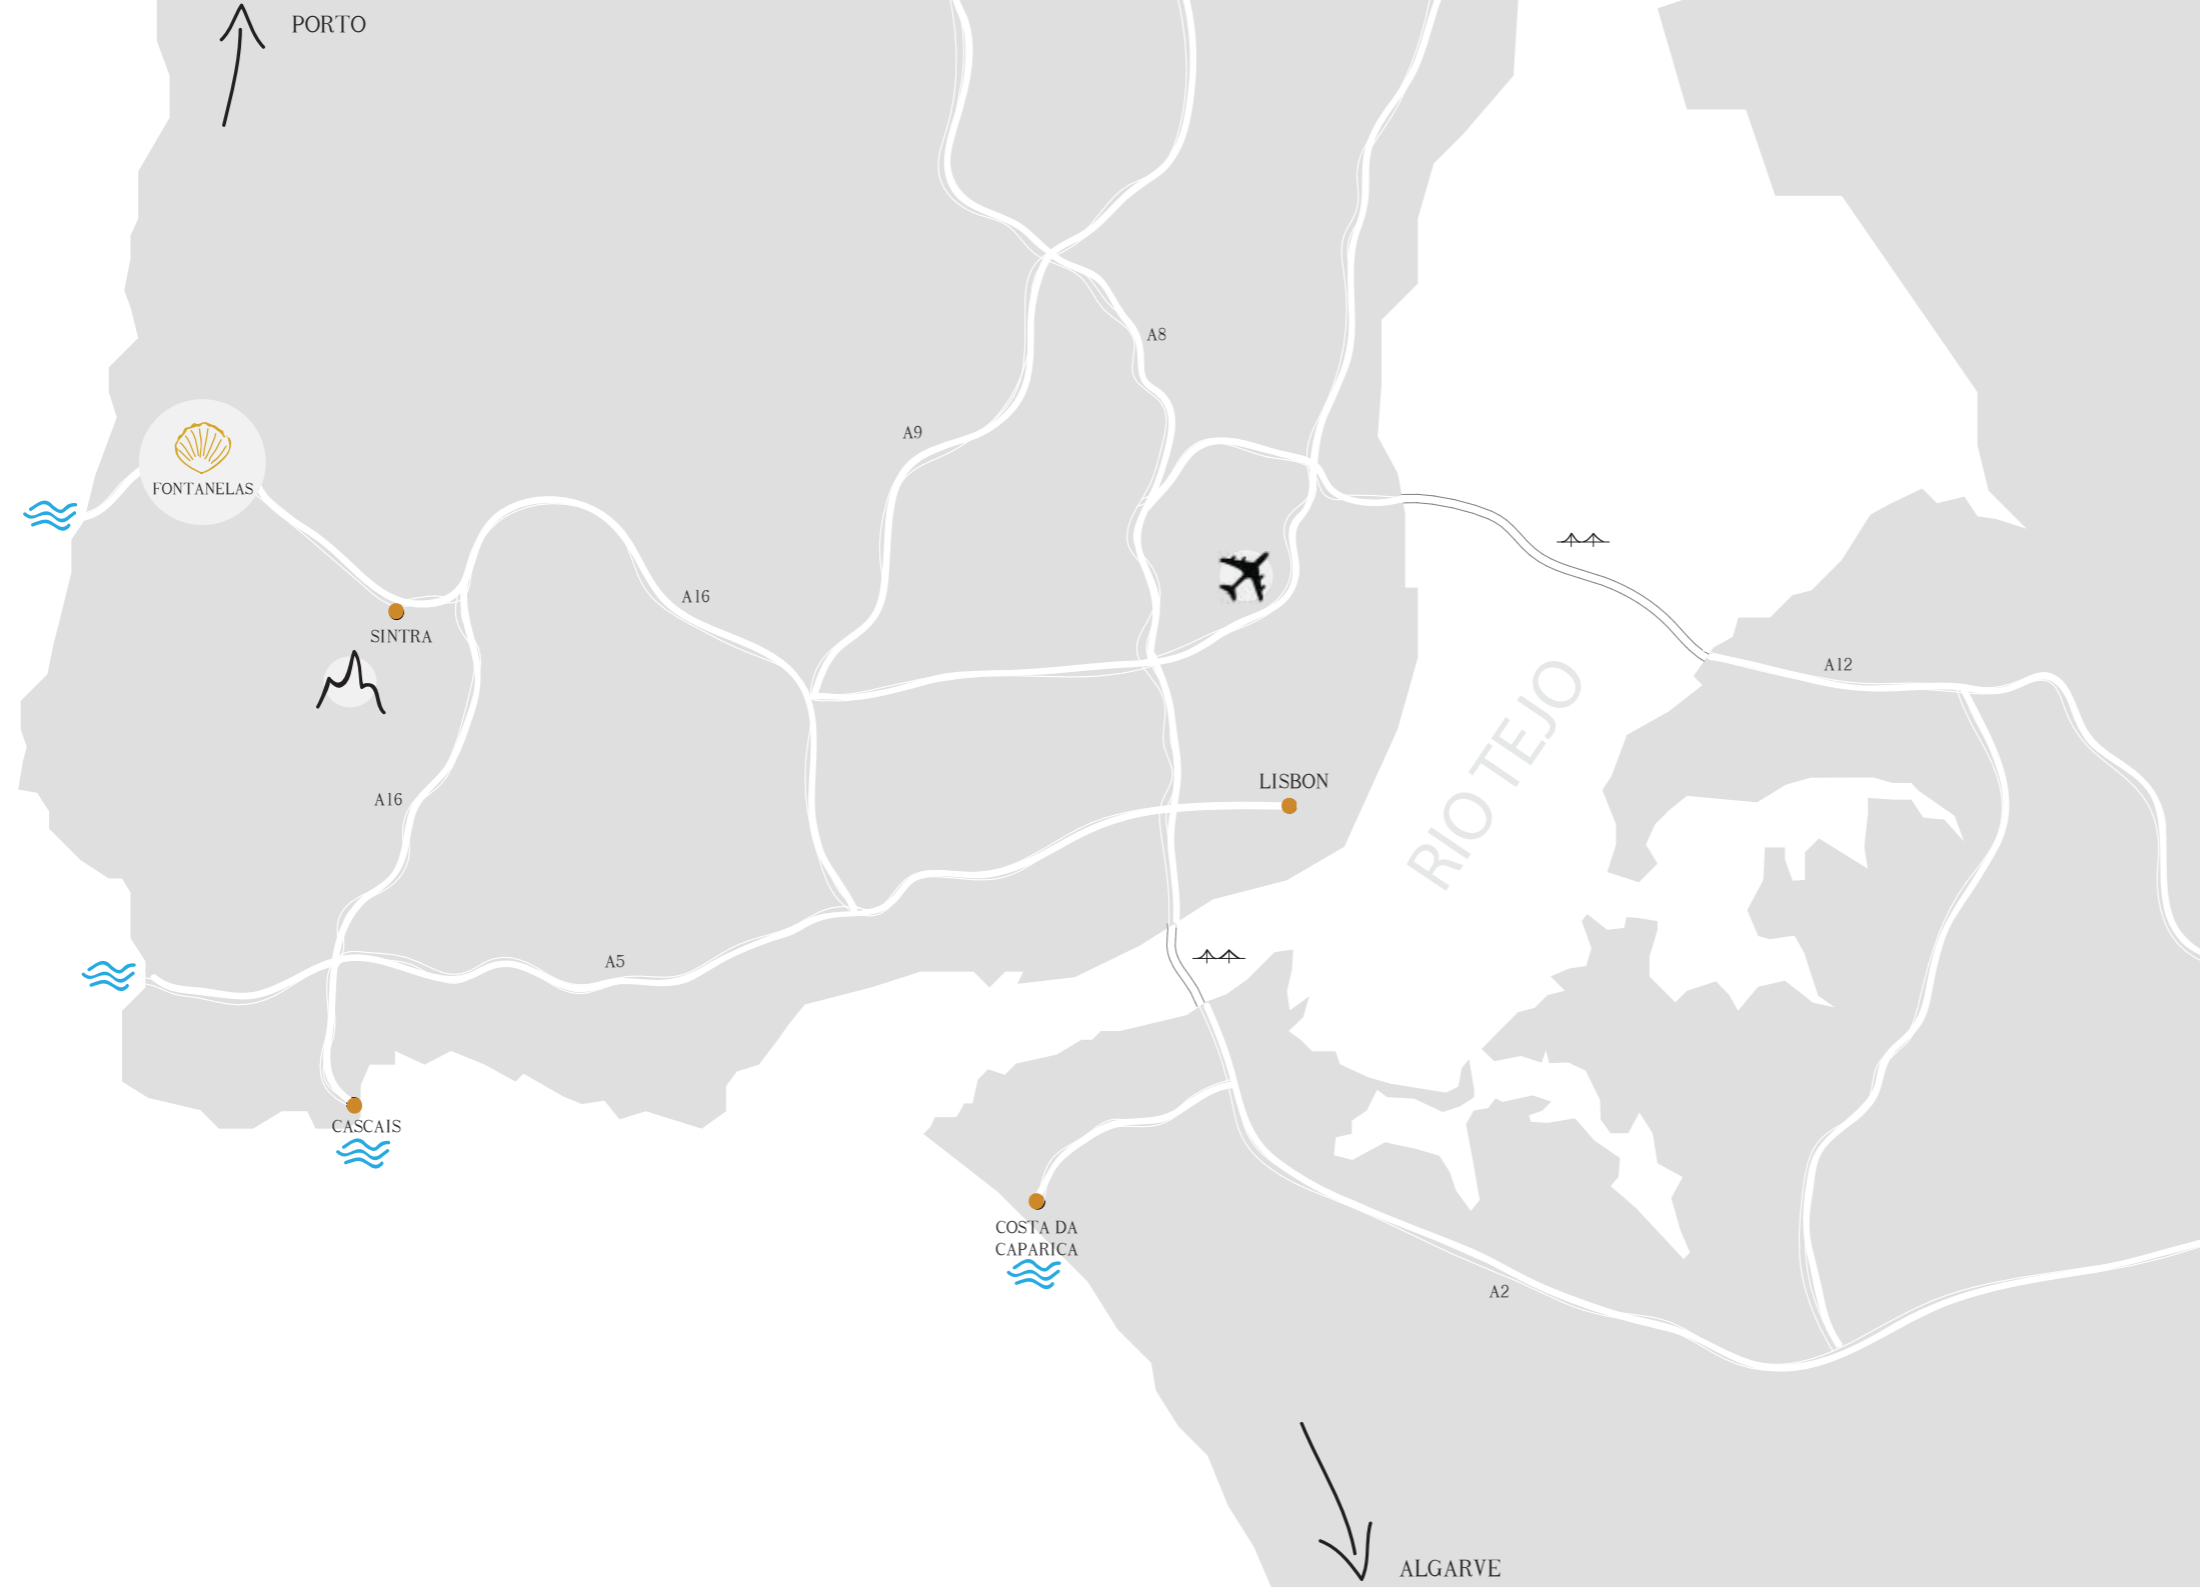 PORTO
A8
A9
FONTANELAS
A16
SINTRA
A12
RIO TEJO
LISBON
A16
A5
CASCAIS
COSTA DA
CAPARICA
A2
ALGARVE